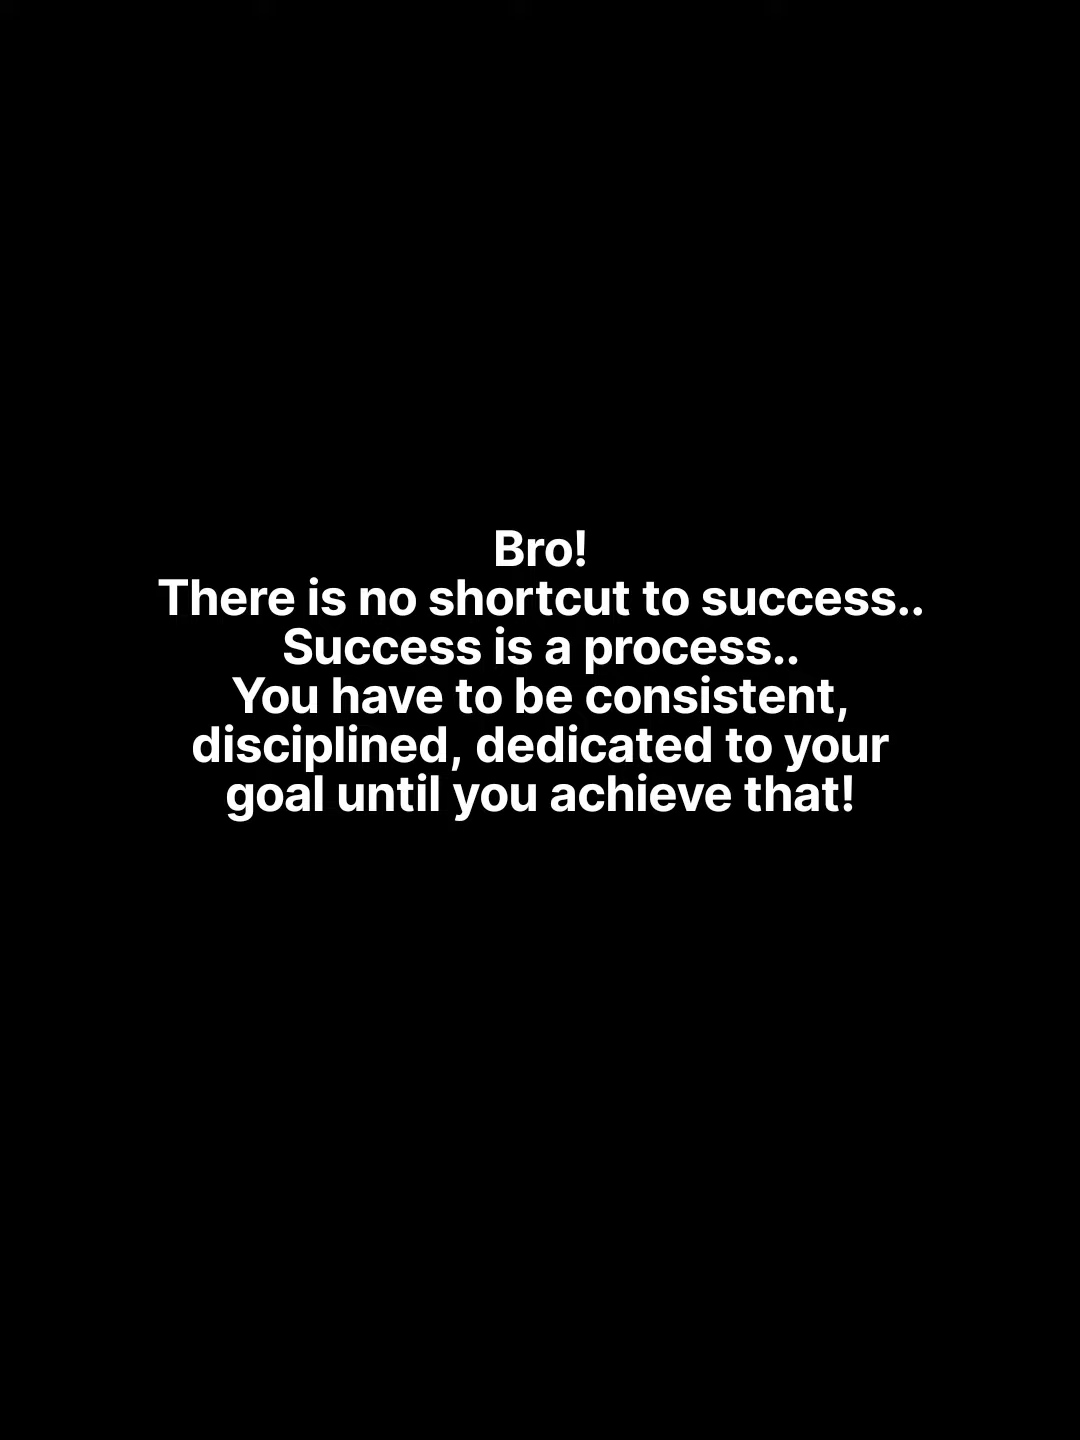 Bro!
There is no shortcut to success..
Success is a process..
You have to be consistent,
disciplined, dedicated to your
goal until you achieve that!